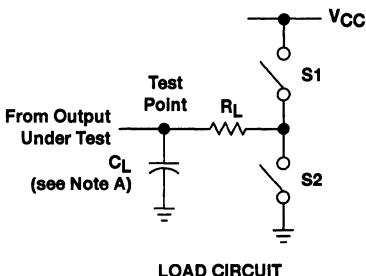 VCC
S1
Test
Point
RL
From Output
Under Test
CL
(see Note A)
S2
LOAD CIRCUIT